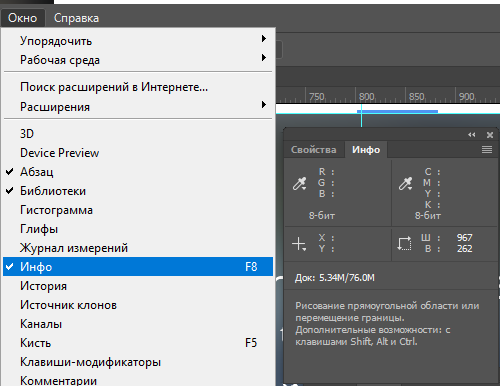 Окно Справка
Упорядочить
Рабочая среда
Поиск расширений в Интернете...
Расширения
3D
Device Preview
Абзац
Библиотеки
Гистограмма
Глифы
Журнал измерений
Инфо F8
История
Источник клонов
Каналы
Кисть F5
Клавиши-модификаторы
Комментарии
750 800 850 900
Свойства Инфо
R :
G :
B :
8-бит
C :
M :
Y :
K :
8-бит
X :
Y :
Ш : 967
В : 262
Док: 5.34M/76.0M
Рисование прямоугольной области или
перемещение границы.
Дополнительные возможности: с
клавишами Shift, Alt и Ctrl.